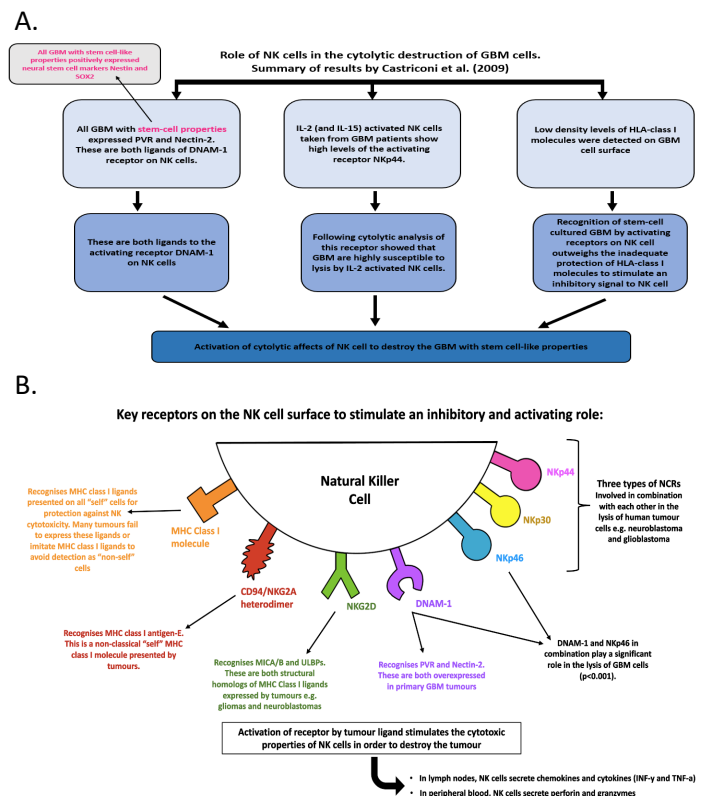 A.
All GBM with stem cell-like
properties positively expressed
neural stem cell markers Nestin and
SOX2
Role of NK cells in the cytolytic destruction of GBM cells.
Summary of results by Castriconi et al. (2009)
All GBM with stem-cell properties
expressed PVR and Nectin-2.
These are both ligands of DNAM-1
receptor on NK cells.
IL-2 (and IL-15) activated NK cells
taken from GBM patients show
high levels of the activating
receptor NKp44.
Low density levels of HLA-class I
molecules were detected on GBM
cell surface
These are both ligands to the
activating receptor DNAM-1
on NK cells
Following cytolytic analysis of
this receptor showed that
GBM are highly susceptible to
lysis by IL-2 activated NK cells.
Recognition of stem-cell
cultured GBM by activating
receptors on NK cell
outweighs the inadequate
protection of HLA-class I
molecules to stimulate an
inhibitory signal to NK cell
Activation of cytolytic affects of NK cell to destroy the GBM with stem cell-like properties
B.
Key receptors on the NK cell surface to stimulate an inhibitory and activating role:
Natural Killer
Cell
Recognises MHC class I ligands
presented on all "self" cells for
protection against NK
cytotoxicity. Many tumours fail
to express these ligands or
imitate MHC class I ligands to
avoid detection as "non-self"
cells
MHC Class I
molecule
CD94/NKG2A
heterodimer
NKG2D
DNAM-1
NKp46
NKp30
NKp44
Three types of NCRs
Involved in combination
with each other in the
lysis of human tumour
cells e.g. neuroblastoma
and glioblastoma
Recognises MHC class I antigen-E.
This is a non-classical "self" MHC
class I molecule presented by
tumours.
Recognises MICA/B and ULBPs.
These are both structural
homologs of MHC Class I ligands
expressed by tumours e.g.
gliomas and neuroblastomas
Recognises PVR and Nectin-2.
These are both overexpressed
in primary GBM tumours
DNAM-1 and NKp46 in
combination play a significant
role in the lysis of GBM cells
(p<0.001).
Activation of receptor by tumour ligand stimulates the cytotoxic
properties of NK cells in order to destroy the tumour
• In lymph nodes, NK cells secrete chemokines and cytokines (INF-y and TNF-a)
• In peripheral blood, NK cells secrete perforin and granzymes